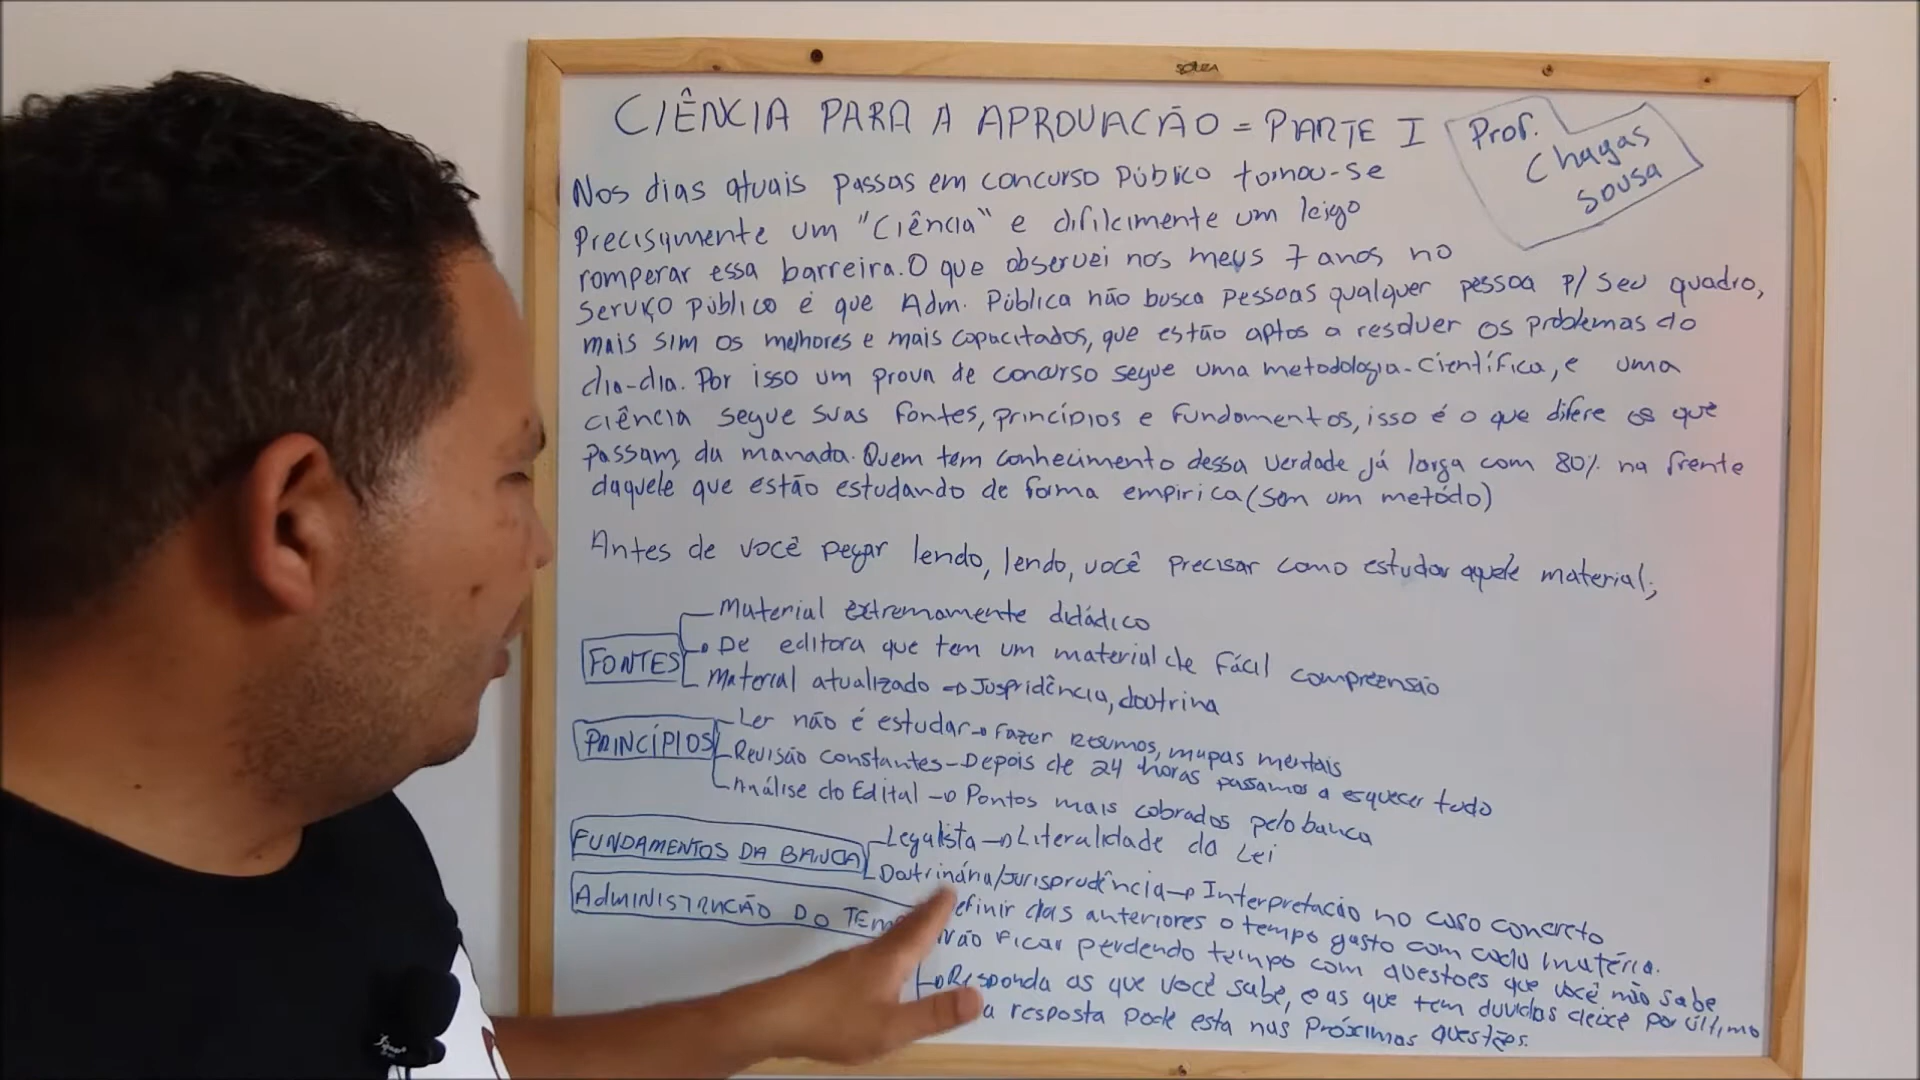 SOUZA
CIÊNCIA PARA A APROVACÃO = PARTE I
Prof.
Chagas
Sousa
Nos dias atuais passas em concurso público tornou-se
precisamente um "Ciência" e difilcimente um leigo
romperar essa barreira. O que observei nos meus 7 anos no
serviço público é que Adm. Pública não busca pessoas qualquer pessoa p/ seu quadro,
mais sim os melhores e mais capacitados, que estão aptos a resolver os problemas do
dia-dia. Por isso um prova de concurso segue uma metodologia-científica, e uma
ciência segue suas fontes, princípios e fundamentos, isso é o que difere os que
passam da manada. Quem tem conhecimento dessa verdade já larga com 80% na frente
daquele que estão estudando de forma empirica (sem um metódo)
Antes de você pegar lendo, lendo, você precisar como estudar aquele material;
FONTES
Material extremamente didádico
De editora que tem um material de fácil compreensão
Material atualizado → Juspridência, doutrina
PRINCÍPIOS
Ler não é estudar → Fazer resumos, mapas mentais
Revisão constantes - Depois de 24 horas passamos a esquecer tudo
Análise do Edital → Pontos mais cobrados pelo banca
FUNDAMENTOS DA BANCA
Legalista → Literalidade da Lei
Doutrinária/Jurisprudência → Interpretacão no caso concreto
ADMINISTRACÃO DO TEM
efinir das anteriores o tempo gasto com cada matéria.
Não ficar perdendo tempo com questões que você não sabe
Responda as que você sabe, e as que tem duvidas deixe por último
a resposta pode esta nas próximas questões.